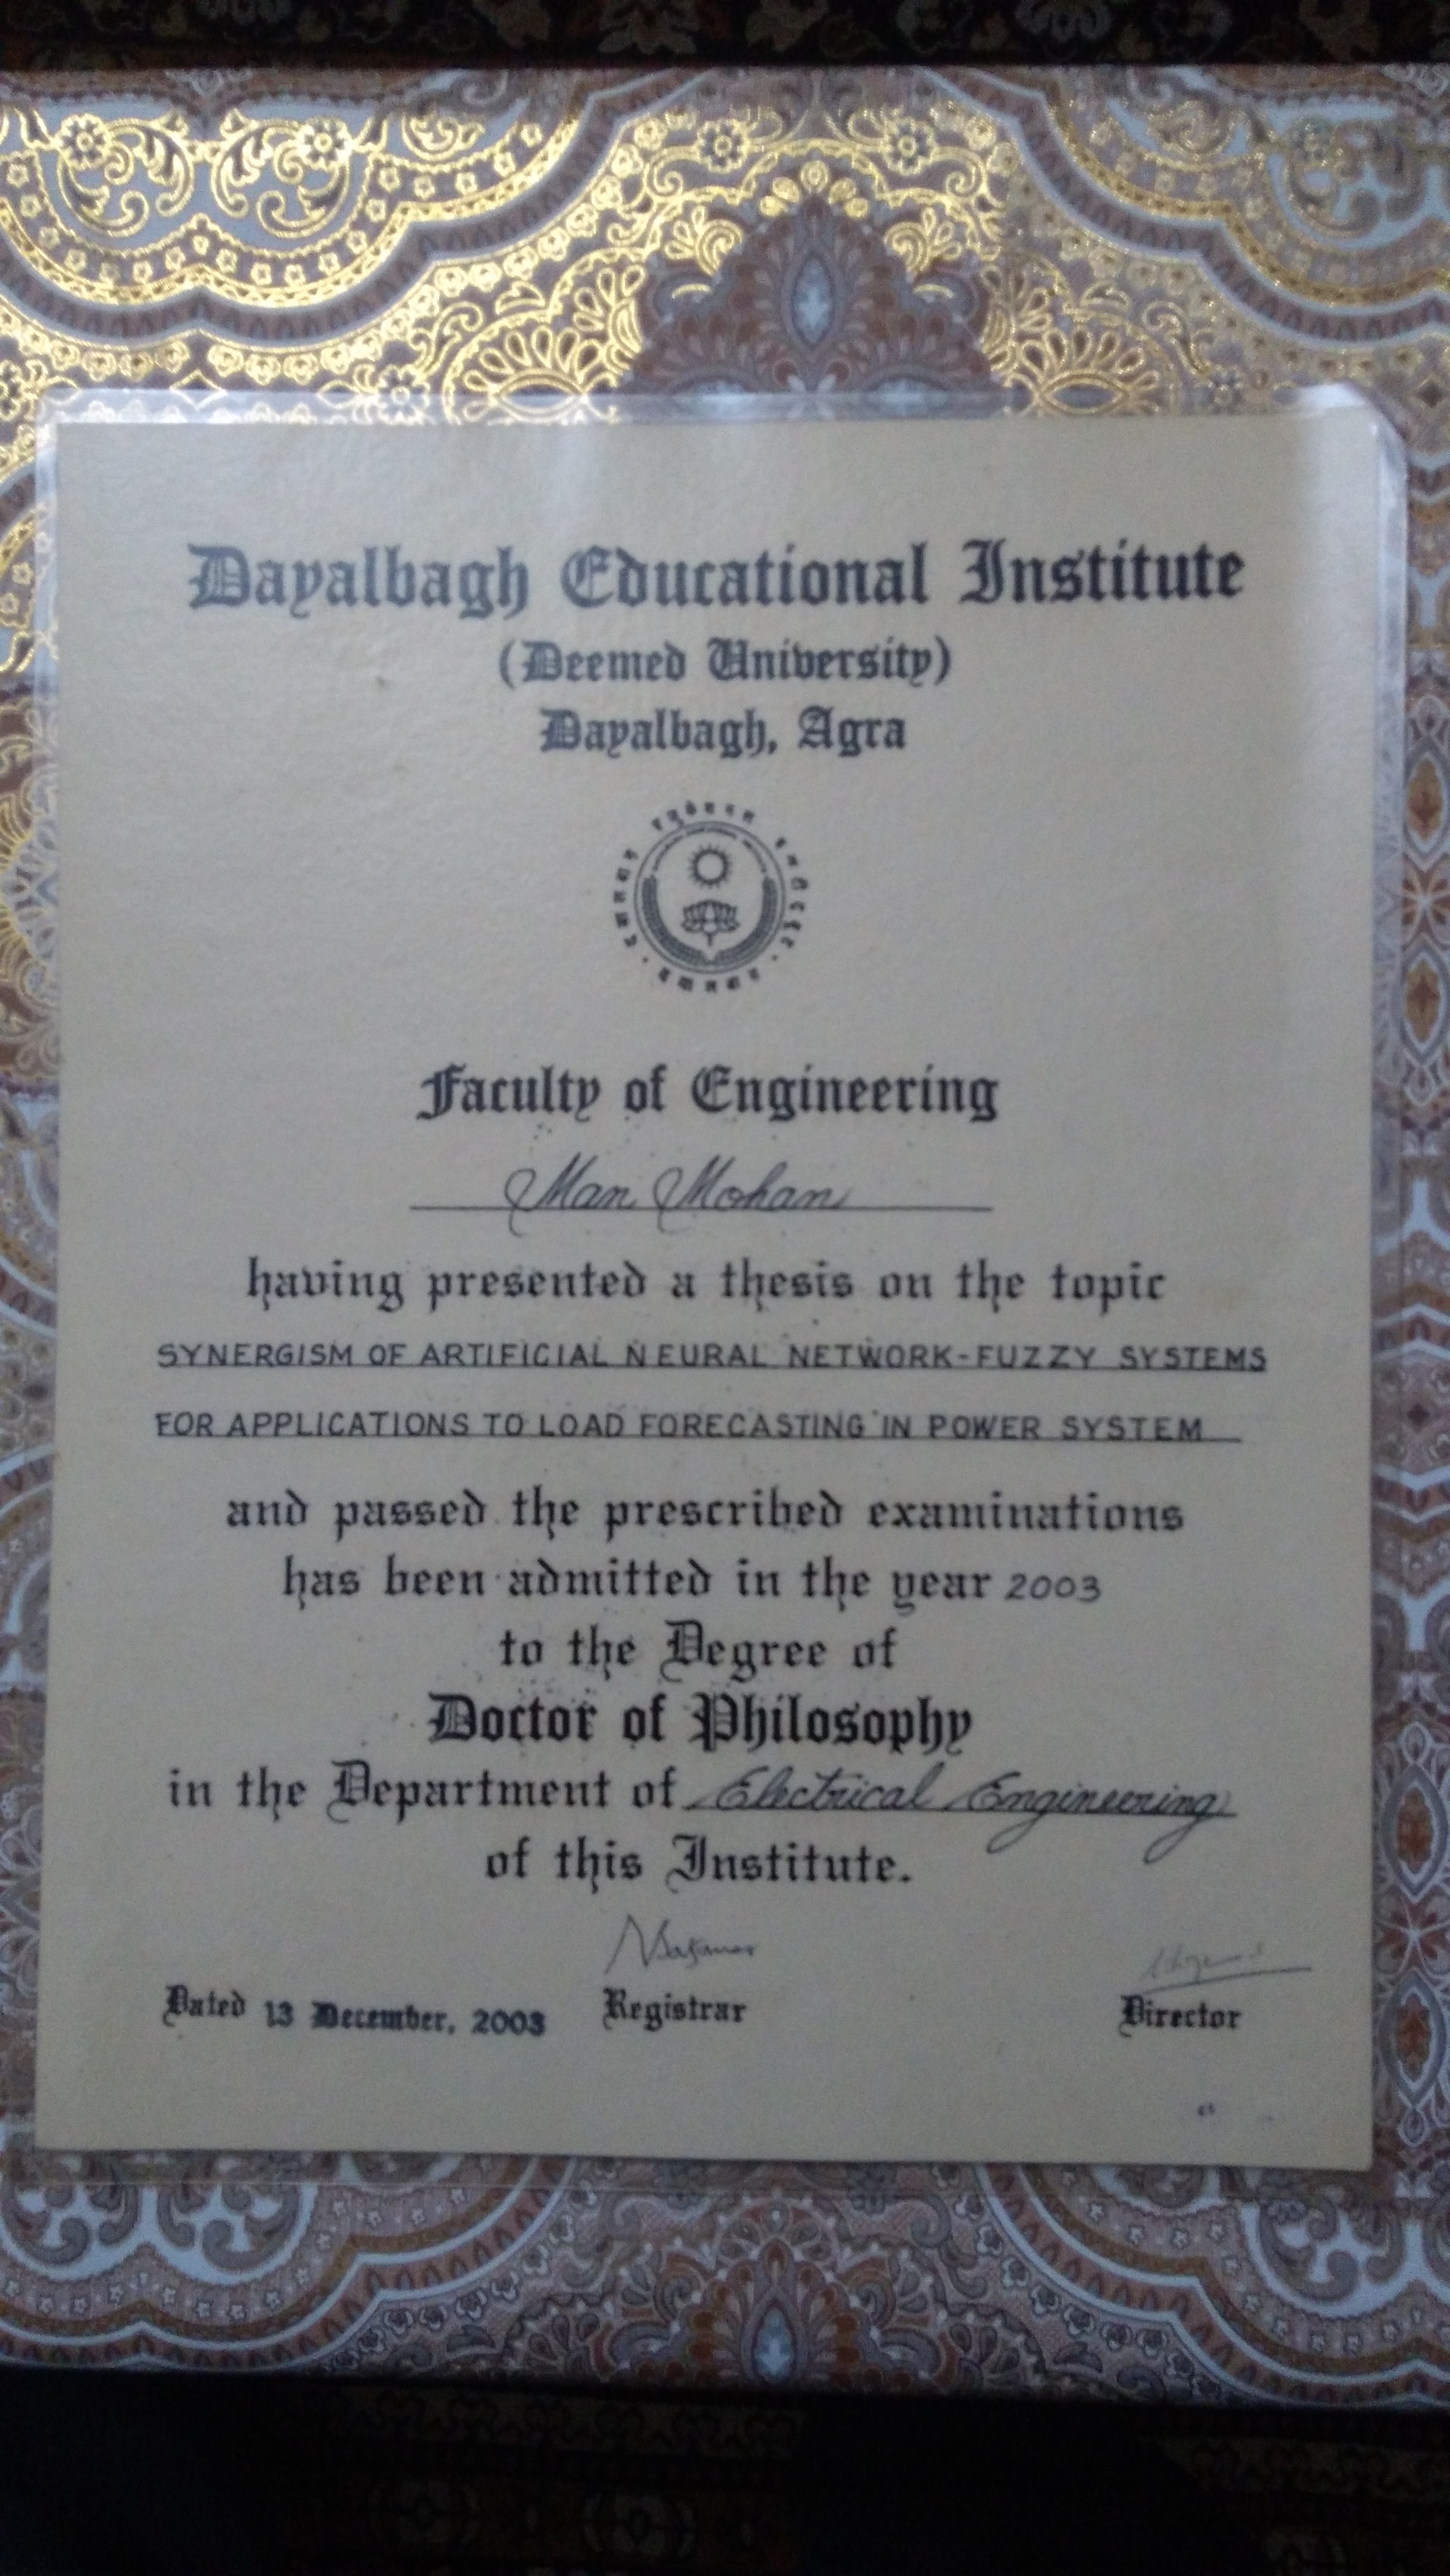 Dayalbagh Educational Institute
(Deemed University)
Dayalbagh, Agra
Faculty of Engineering
Man Mohan
having presented a thesis on the topic
SYNERGISM OF ARTIFICIAL NEURAL NETWORK-FUZZY SYSTEMS
FOR APPLICATIONS TO LOAD FORECASTING IN POWER SYSTEM
and passed the prescribed examinations
has been admitted in the year 2003
to the Degree of
Doctor of Philosophy
in the Department of Electrical Engineering
of this Institute.
Dated 13 December, 2003 Registrar Director